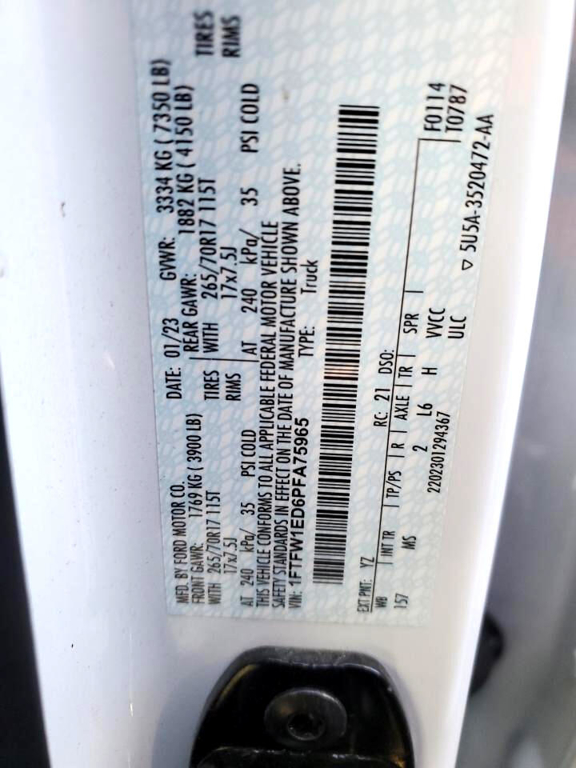 MFD. BY FORD MOTOR CO.
DATE: 01/23 GVWR: 3334 KG ( 7350 LB)
FRONT GAWR: 1769 KG ( 3900 LB) REAR GAWR: 1882 KG ( 4150 LB)
WITH 265/70R17 115T TIRES WITH 265/70R17 115T TIRES
17x7.5J RIMS 17x7.5J RIMS
AT 240 kPa/ 35 PSI COLD AT 240 kPa/ 35 PSI COLD
THIS VEHICLE CONFORMS TO ALL APPLICABLE FEDERAL MOTOR VEHICLE
SAFETY STANDARDS IN EFFECT ON THE DATE OF MANUFACTURE SHOWN ABOVE.
VIN: 1FTFW1ED6PFA75965 TYPE: Truck
F0114
T0787
EXT PNT: YZ RC: 21 DSO:
WB INT TR TP/PS R AXLE TR SPR
157 MS 2 L6 H VVCC
2202301294367 ULC
▽ 5U5A-3520472-AA